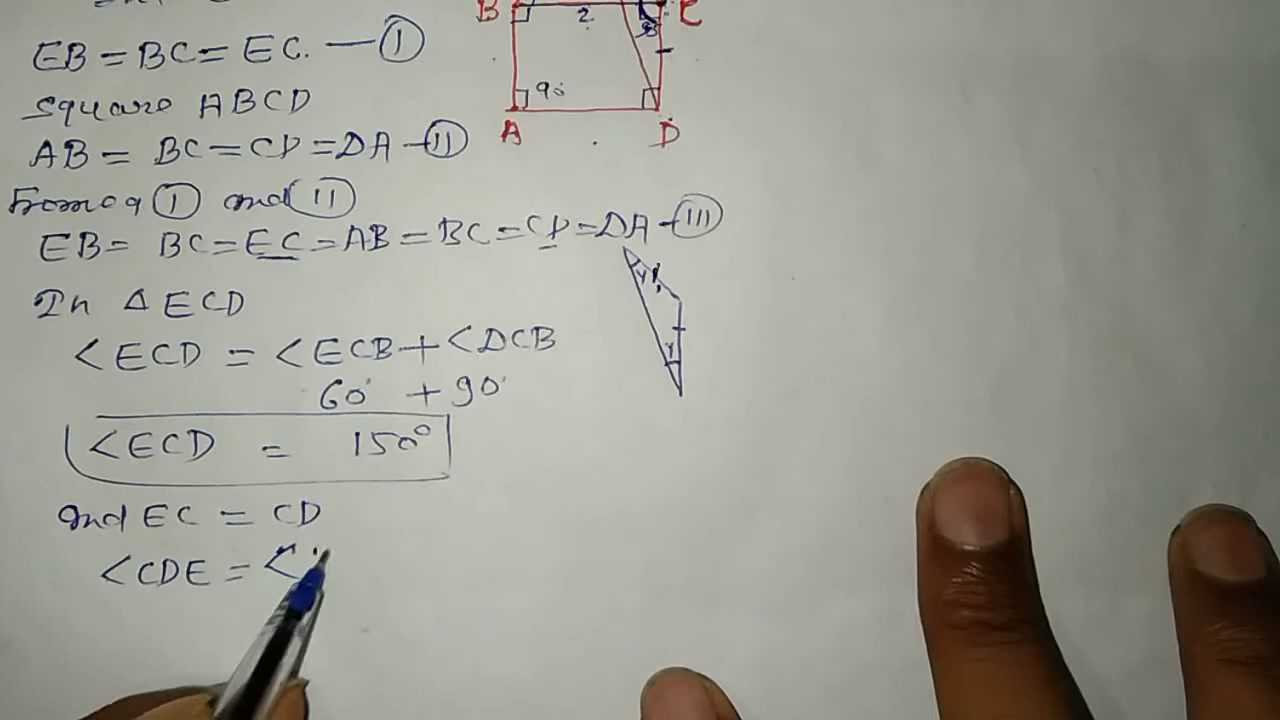 EB = BC = EC. — I
Square ABCD
AB = BC = CD = DA — II
From eq I and II
EB = BC = EC = AB = BC = CD = DA — III
In Δ ECD
<ECD = <ECB + <DCB
60° + 90°
<ECD = 150°
and EC = CD
<CDE = <
B
2
C
90
A
D
Y
Y